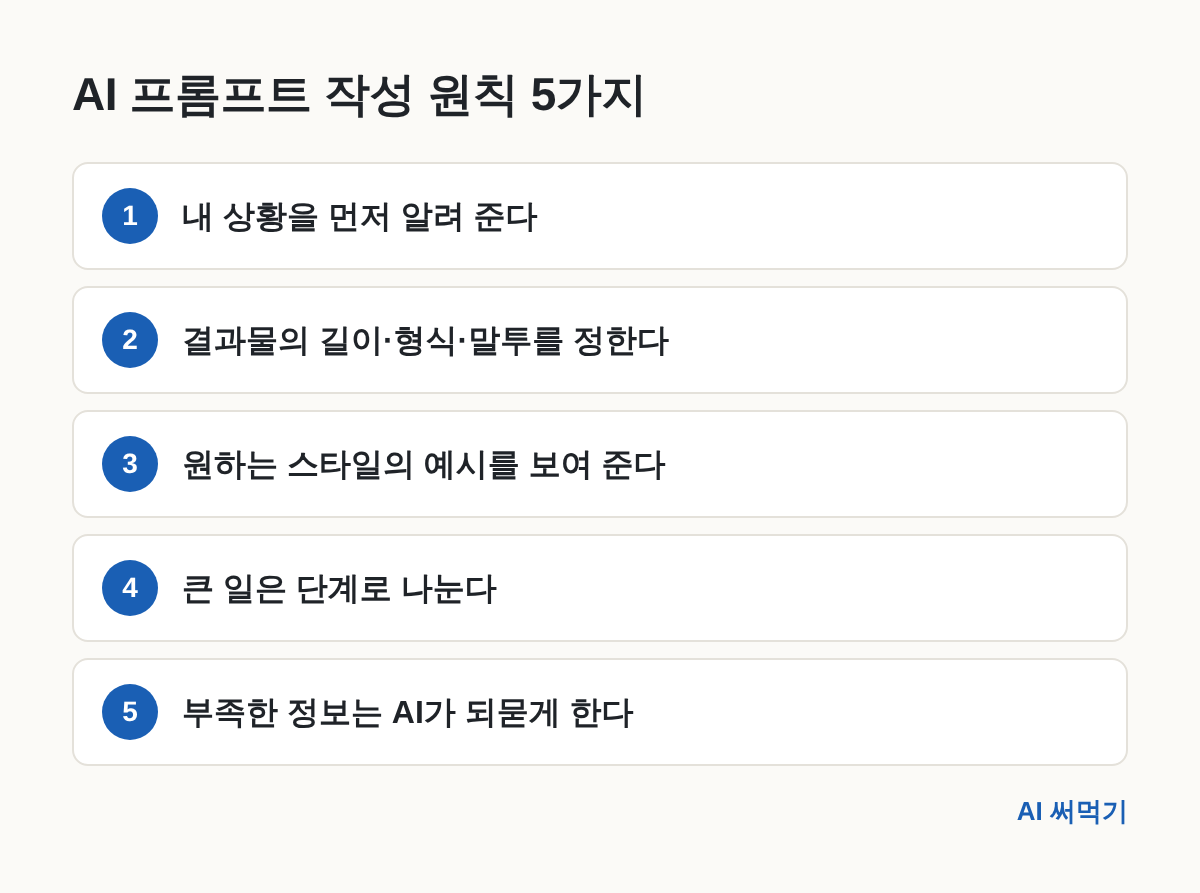 AI 프롬프트 작성 원칙 5가지
1 내 상황을 먼저 알려 준다
2 결과물의 길이·형식·말투를 정한다
3 원하는 스타일의 예시를 보여 준다
4 큰 일은 단계로 나눈다
5 부족한 정보는 AI가 되묻게 한다
AI 써먹기